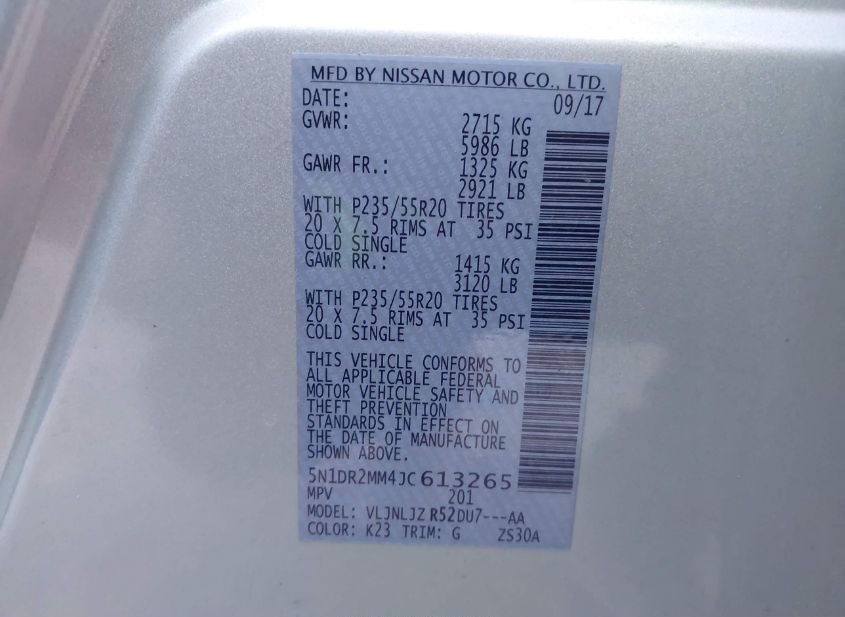 MFD BY NISSAN MOTOR CO., LTD.
DATE: 09/17
GVWR: 2715 KG
5986 LB
GAWR FR.: 1325 KG
2921 LB
WITH P235/55R20 TIRES
20 X 7.5 RIMS AT 35 PSI
COLD SINGLE
GAWR RR.: 1415 KG
3120 LB
WITH P235/55R20 TIRES
20 X 7.5 RIMS AT 35 PSI
COLD SINGLE
THIS VEHICLE CONFORMS TO
ALL APPLICABLE FEDERAL
MOTOR VEHICLE SAFETY AND
THEFT PREVENTION
STANDARDS IN EFFECT ON
THE DATE OF MANUFACTURE
SHOWN ABOVE.
5N1DR2MM4JC613265
MPV 201
MODEL: VLJNLJZ R52DU7---AA
COLOR: K23 TRIM: G ZS30A